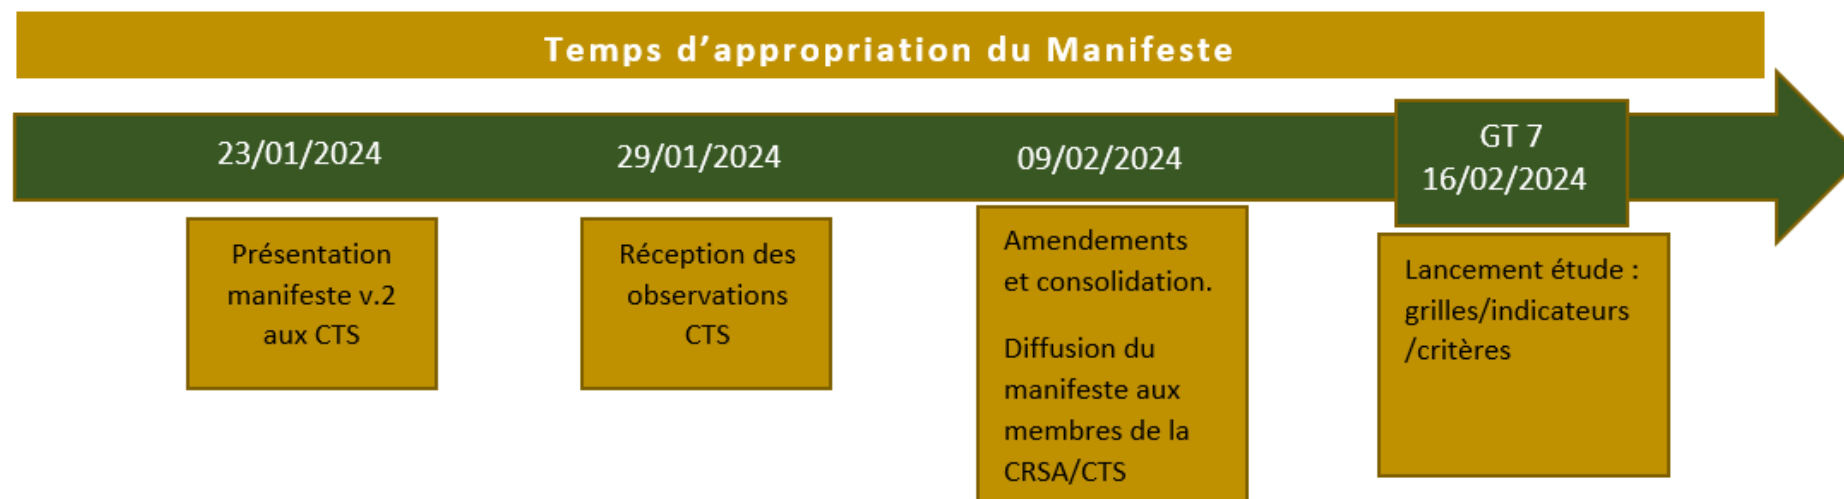 Temps d’appropriation du Manifeste
23/01/2024
29/01/2024
09/02/2024
GT 7
16/02/2024
Présentation
manifeste v.2
aux CTS
Réception des
observations
CTS
Amendements
et consolidation.
Diffusion du
manifeste aux
membres de la
CRSA/CTS
Lancement étude :
grilles/indicateurs
/critères